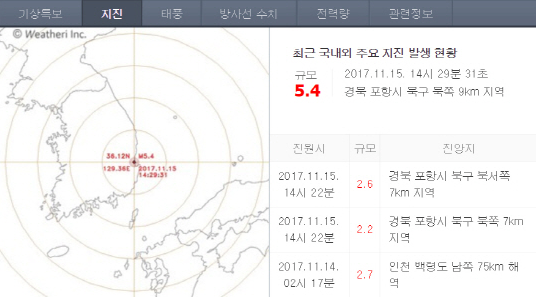 기상특보 지진 태풍 방사선 수치 전력량 관련정보
© Weatheri Inc.
38.12N M5.4
129.36E 2017.11.15
14:29:31
최근 국내외 주요 지진 발생 현황
규모 2017.11.15. 14시 29분 31초
5.4 경북 포항시 북구 북쪽 9km 지역
진원시 규모 진앙지
2017.11.15. 경북 포항시 북구 북서쪽
14시 22분 2.6 7km 지역
2017.11.15. 경북 포항시 북구 북쪽 7km
14시 22분 2.2 지역
2017.11.14. 인천 백령도 남쪽 75km 해
02시 17분 2.7 역